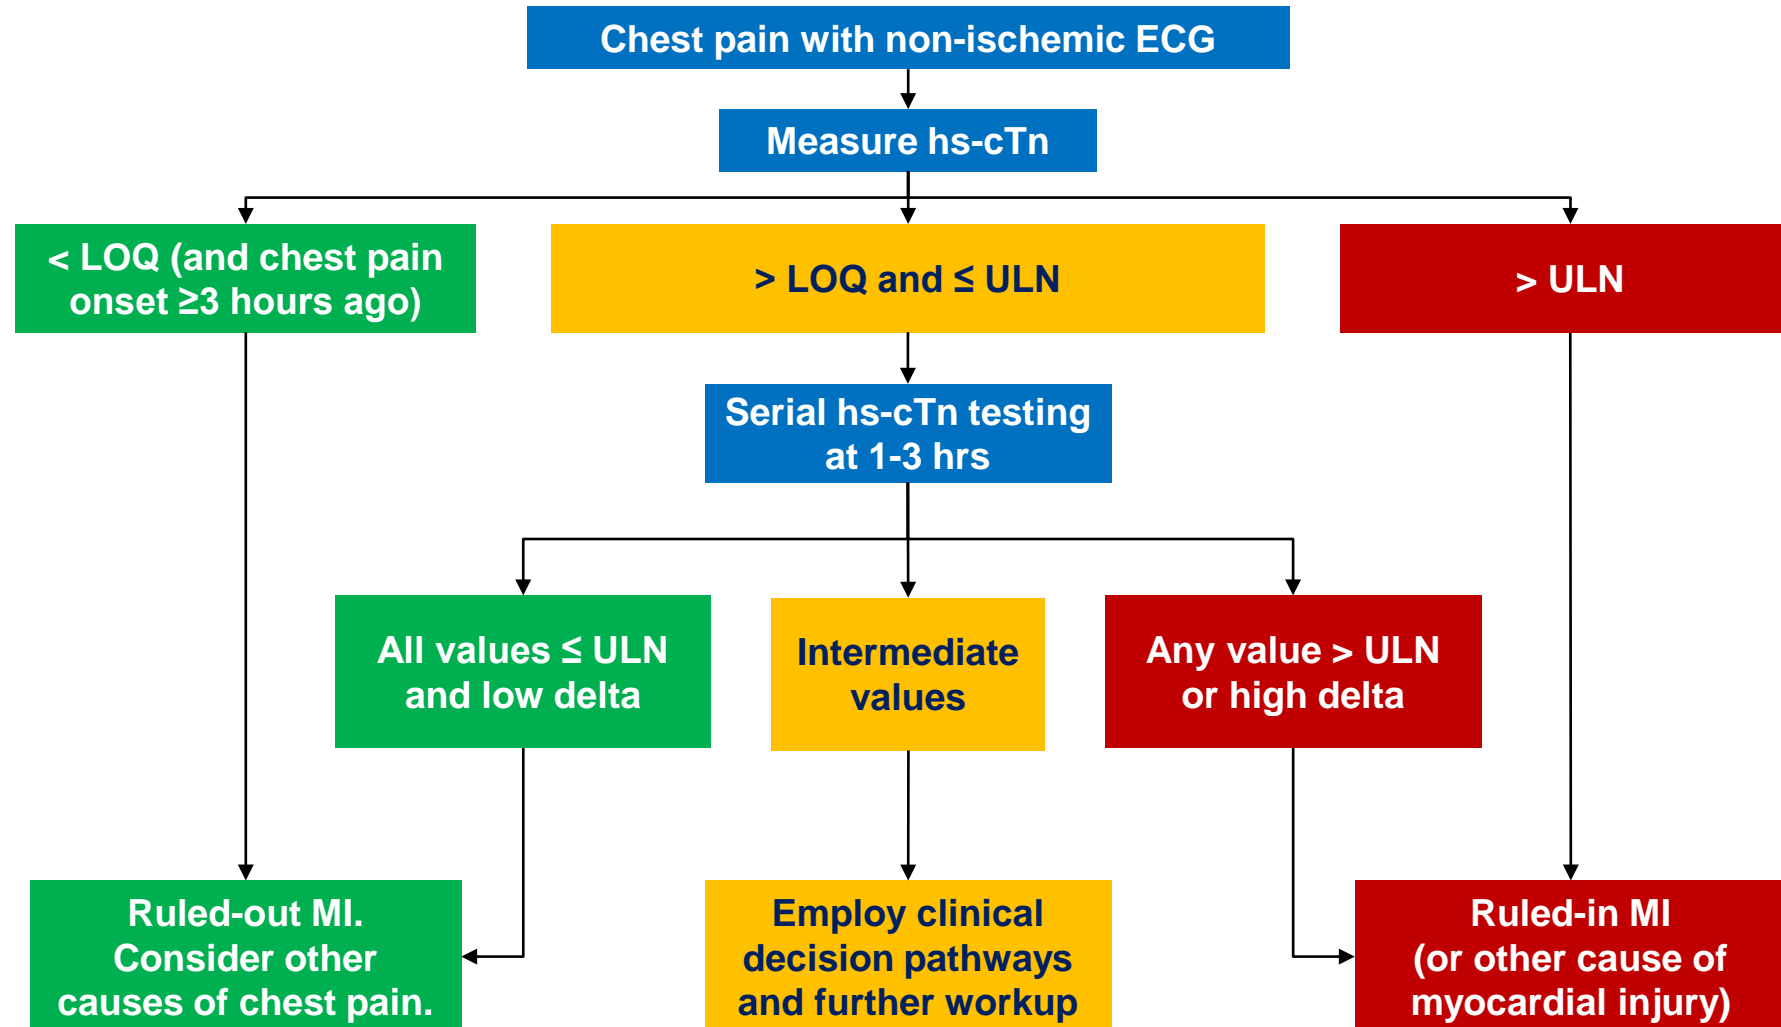 Chest pain with non-ischemic ECG
Measure hs-cTn
< LOQ (and chest pain
onset ≥3 hours ago)
> LOQ and ≤ ULN
> ULN
Serial hs-cTn testing
at 1-3 hrs
All values ≤ ULN
and low delta
Intermediate
values
Any value > ULN
or high delta
Ruled-out MI.
Consider other
causes of chest pain.
Employ clinical
decision pathways
and further workup
Ruled-in MI
(or other cause of
myocardial injury)